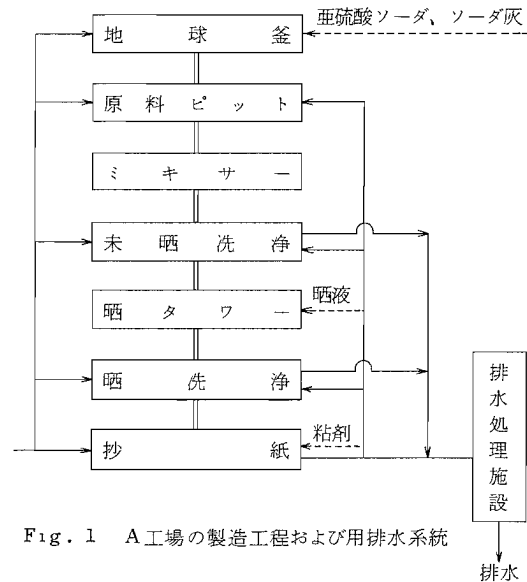 地球釜
亜硫酸ソーダ、ソーダ灰
原料ピット
ミキサー
未晒洗浄
晒タワー
晒液
晒洗浄
排水処理施設
粘剤
抄紙
Fig. 1 A工場の製造工程および用排水系統
排水